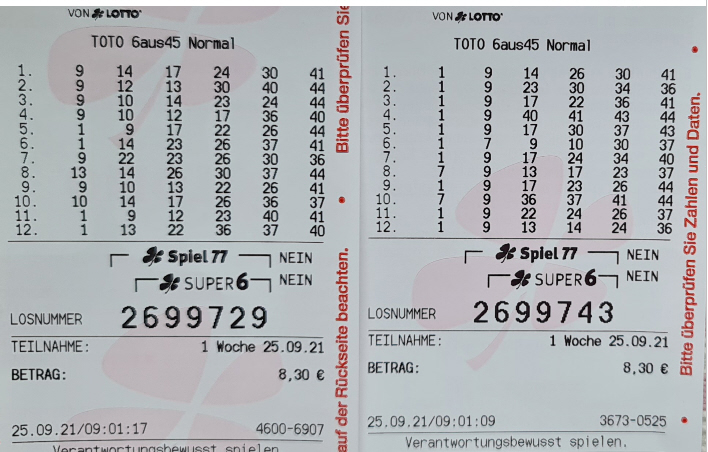 VON LOTTO
TOTO 6aus45 Normal
1. 9 14 17 24 30 41
2. 9 12 13 30 40 44
3. 9 10 14 23 24 44
4. 9 10 12 17 36 40
5. 1 9 17 22 26 44
6. 1 14 23 26 37 41
7. 9 22 23 26 30 36
8. 13 14 26 30 37 44
9. 9 10 13 22 26 41
10. 10 14 17 26 36 37
11. 1 9 12 23 40 41
12. 1 13 22 36 37 40
Spiel 77 NEIN
SUPER 6 NEIN
LOSNUMMER 2699729
TEILNAHME: 1 Woche 25.09.21
BETRAG: 8,30 €
25.09.21/09:01:17 4600-6907
Verantwortungsbewusst spielen
Bitte überprüfen Sie
auf der Rückseite beachten.
VON LOTTO
TOTO 6aus45 Normal
1. 1 9 14 26 30 41
2. 1 9 23 30 34 36
3. 1 9 17 22 36 41
4. 1 9 40 41 43 44
5. 1 9 17 30 37 43
6. 1 7 9 10 30 37
7. 1 9 17 24 34 40
8. 7 9 13 17 23 37
9. 1 9 17 23 26 44
10. 7 9 36 37 41 44
11. 1 9 22 24 26 37
12. 1 9 13 14 24 36
Spiel 77 NEIN
SUPER 6 NEIN
LOSNUMMER 2699743
TEILNAHME: 1 Woche 25.09.21
BETRAG: 8,30 €
25.09.21/09:01:09 3673-0525
Verantwortungsbewusst spielen.
Bitte überprüfen Sie Zahlen und Daten.